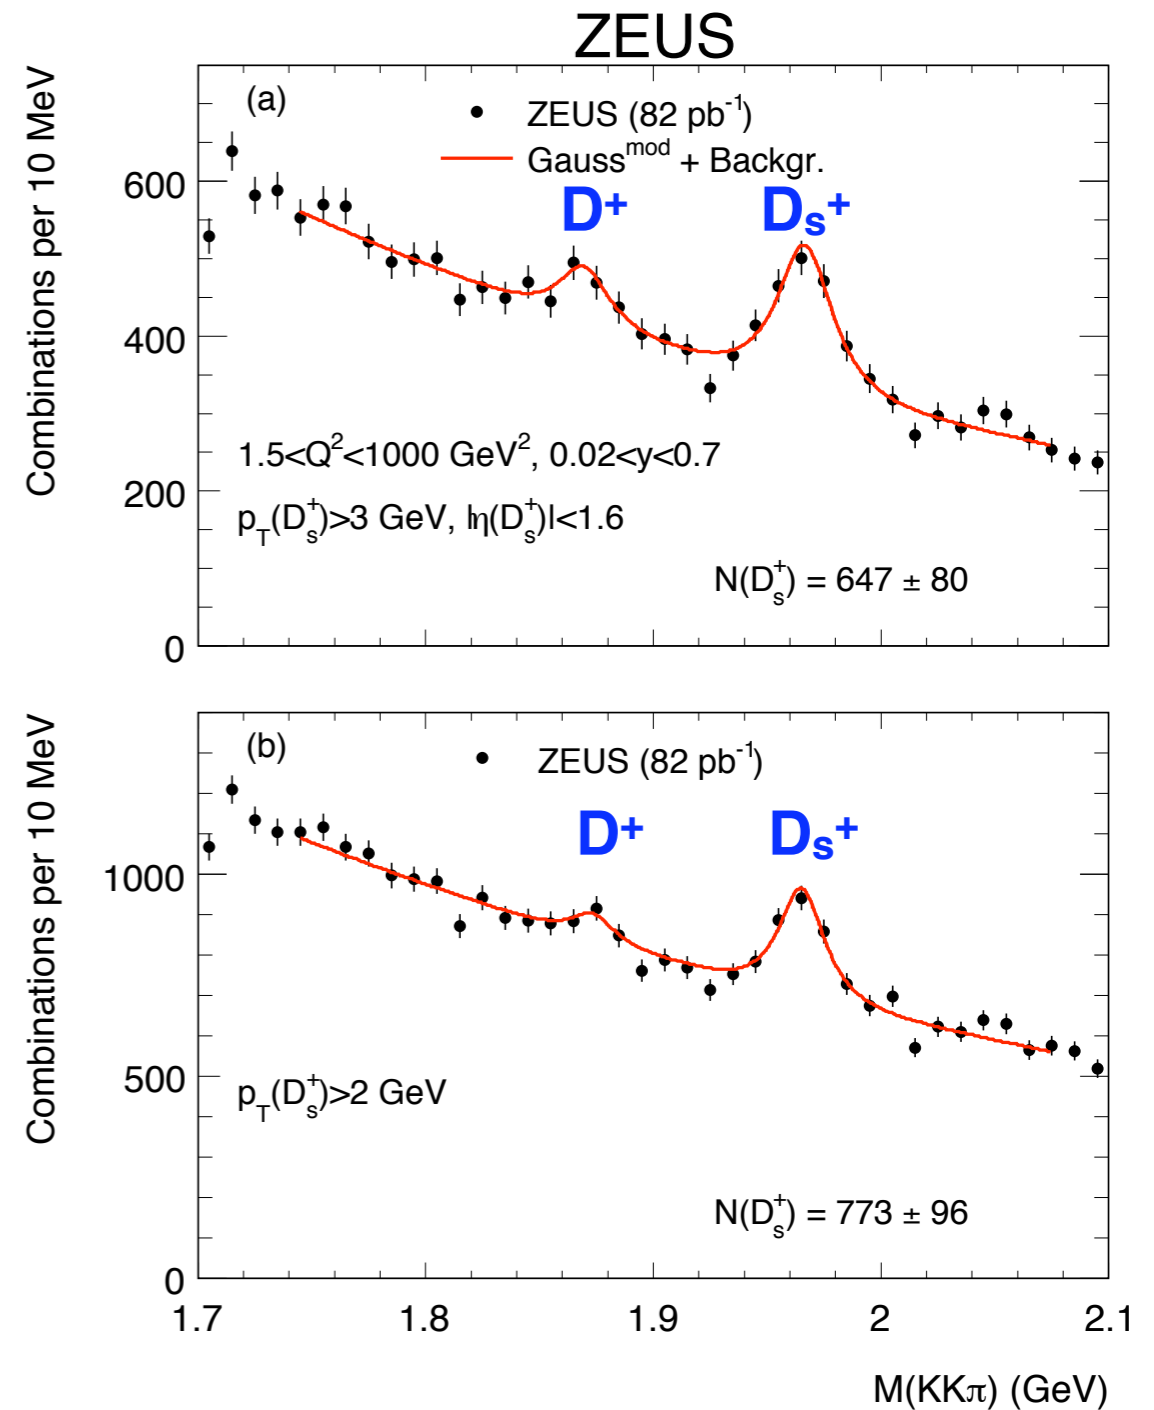 ZEUS
Combinations per 10 MeV
(a)
ZEUS (82 pb⁻¹)
Gaussᵐᵒᵈ + Backgr.
D⁺
Dₛ⁺
600
400
200
0
1.5<Q²<1000 GeV², 0.02<y<0.7
p_T(Dₛ⁺)>3 GeV, |η(Dₛ⁺)|<1.6
N(Dₛ⁺) = 647 ± 80
Combinations per 10 MeV
(b)
ZEUS (82 pb⁻¹)
D⁺
Dₛ⁺
1000
500
0
p_T(Dₛ⁺)>2 GeV
N(Dₛ⁺) = 773 ± 96
1.7 1.8 1.9 2 2.1
M(KKπ) (GeV)